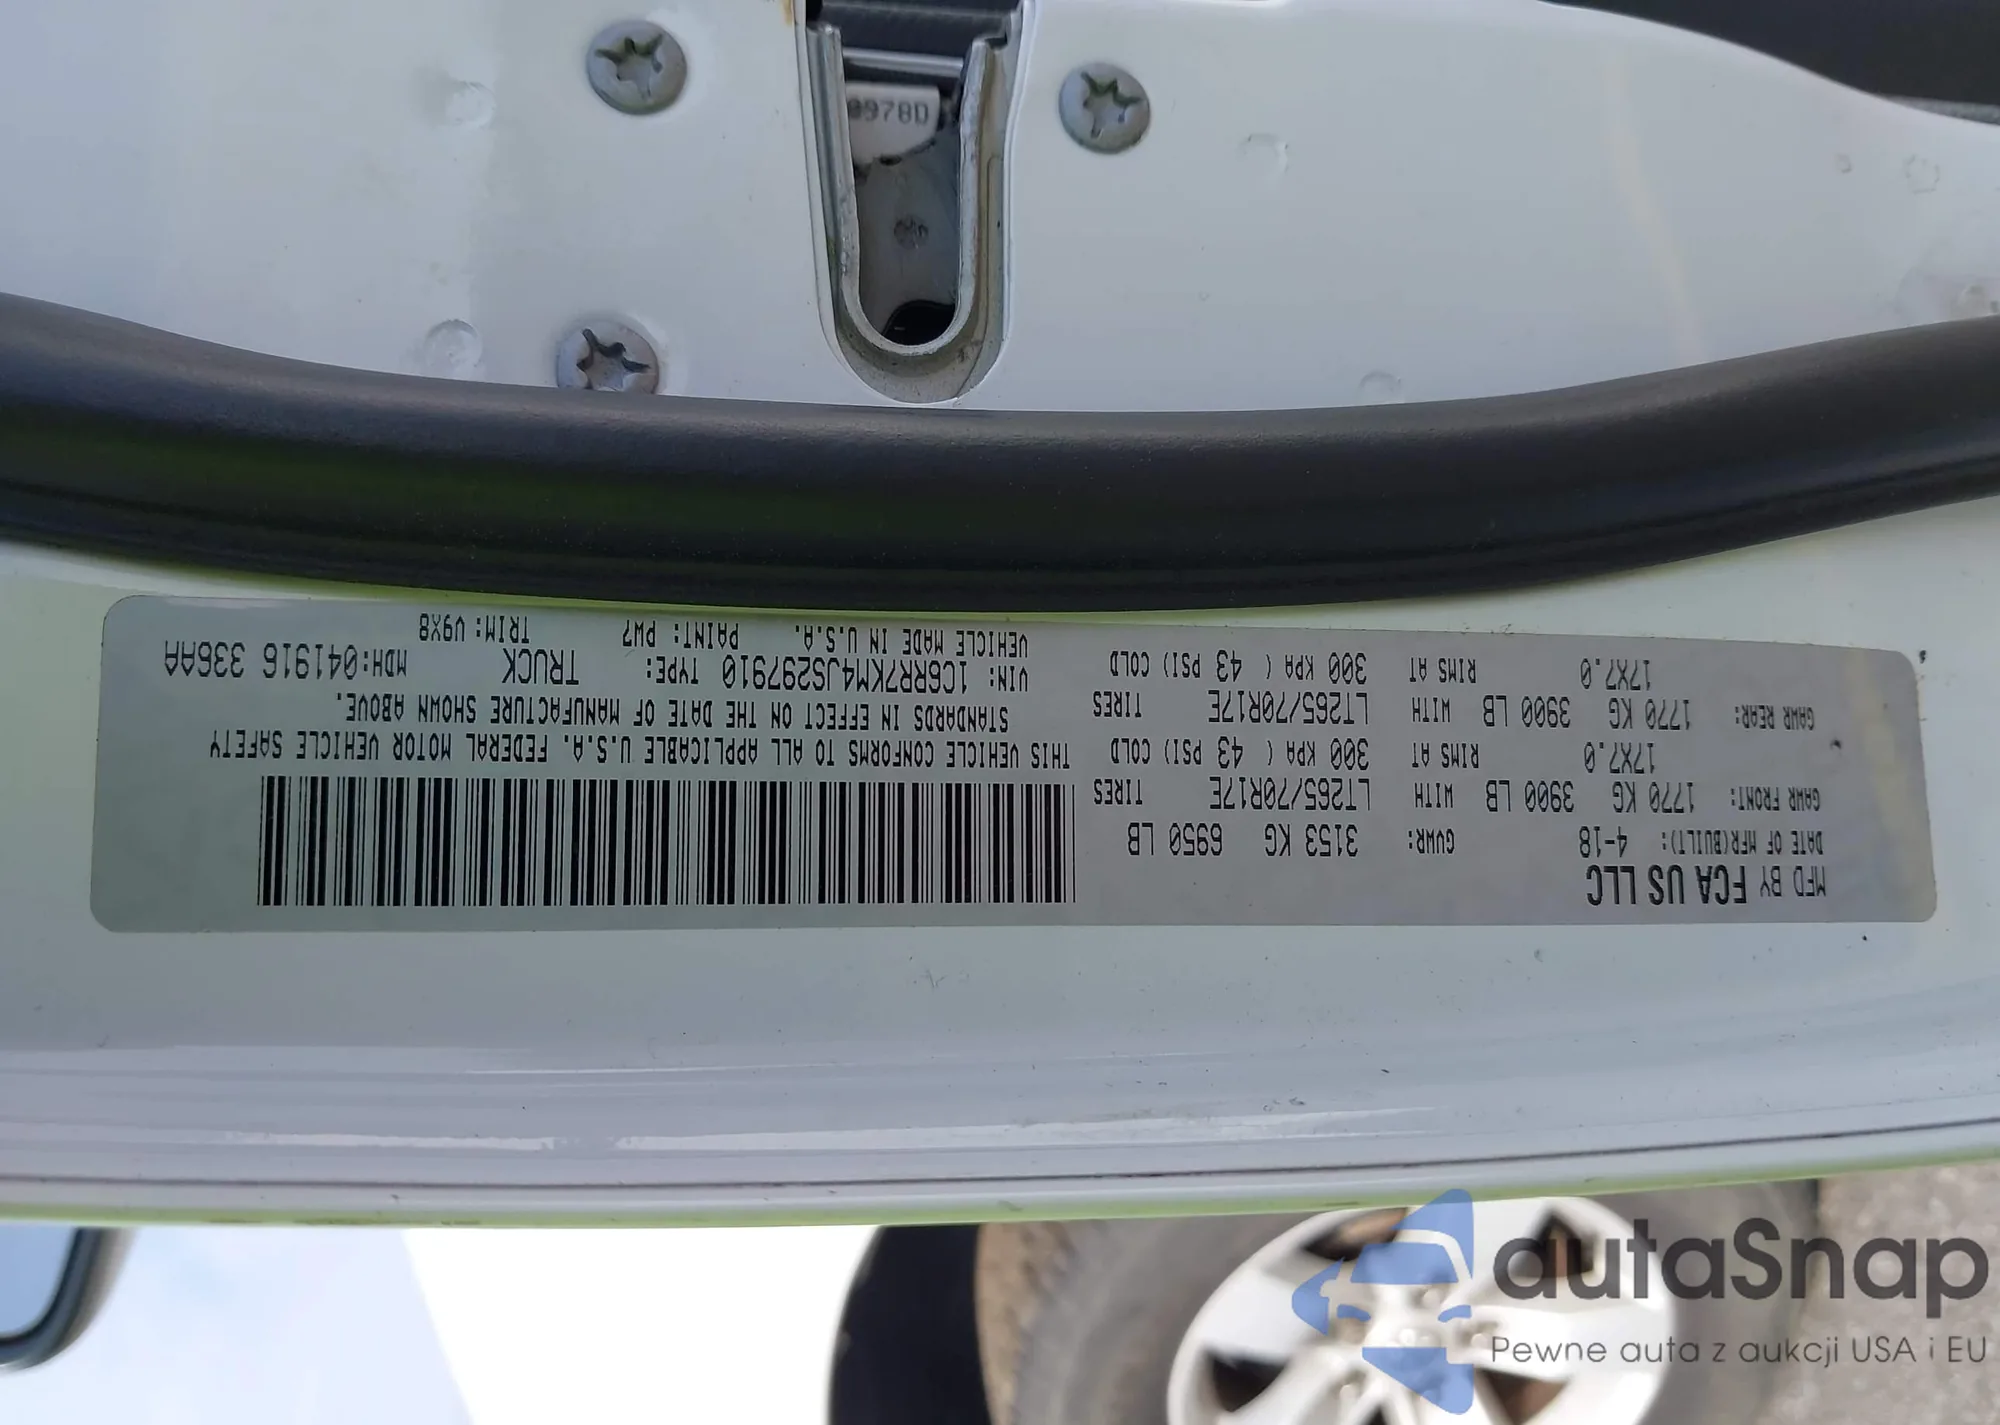 MFD BY FCA US LLC
DATE OF MFR(BUILT): 4-18 GVWR: 3153 KG 6950 LB
GAWR FRONT: 1770 KG 3900 LB WITH LT265/70R17E TIRES
17X7.0 RIMS AT 300 KPA ( 43 PSI) COLD
GAWR REAR: 1770 KG 3900 LB WITH LT265/70R17E TIRES
17X7.0 RIMS AT 300 KPA ( 43 PSI) COLD
THIS VEHICLE CONFORMS TO ALL APPLICABLE U.S.A. FEDERAL MOTOR VEHICLE SAFETY
STANDARDS IN EFFECT ON THE DATE OF MANUFACTURE SHOWN ABOVE.
VIN: 1C6RR7KM4JS297910 TYPE: TRUCK MDH:041916 336AA
VEHICLE MADE IN U.S.A. PAINT: PW7 TRIM: V9X8
0978D
autaSnap
Pewne auta z aukcji USA i EU